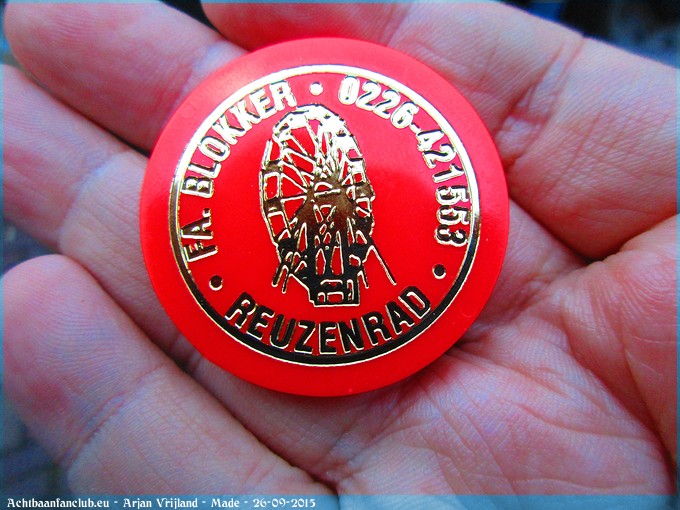 FA. BLOKKER • 0226-421553 •
REUZENRAD •
Achtbaanfanclub.eu - Arjan Vrijland - Made - 26-09-2015